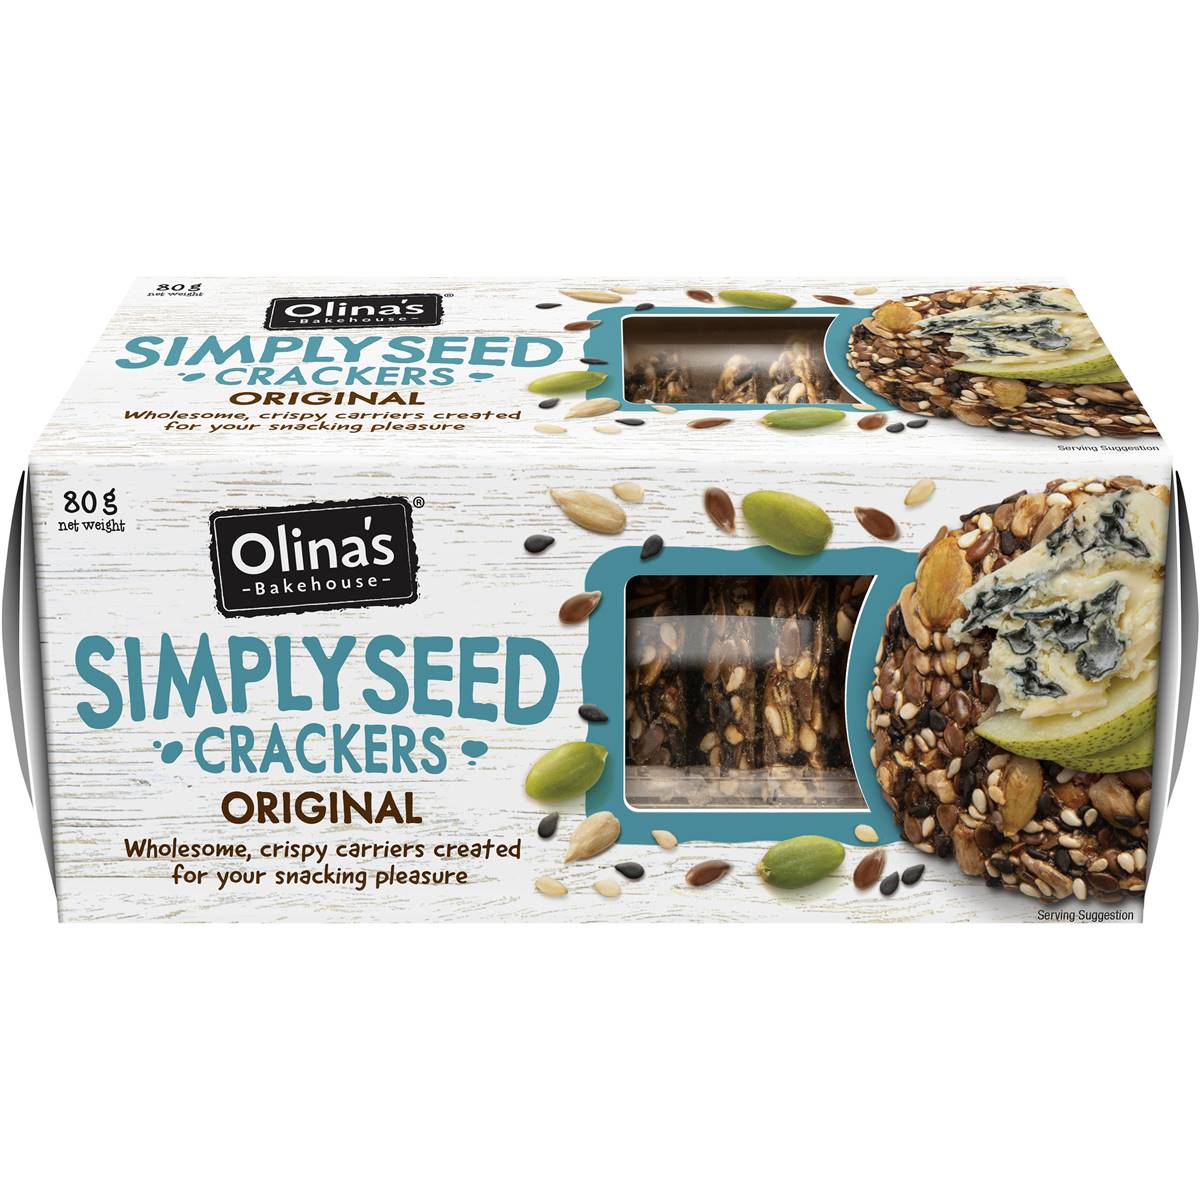 80g
net weight
Olina's®
-Bakehouse-
SIMPLY SEED
CRACKERS
ORIGINAL
Wholesome, crispy carriers created
for your snacking pleasure
Serving Suggestion
80g
net weight
Olina's®
-Bakehouse-
SIMPLY SEED
CRACKERS
ORIGINAL
Wholesome, crispy carriers created
for your snacking pleasure
Serving Suggestion